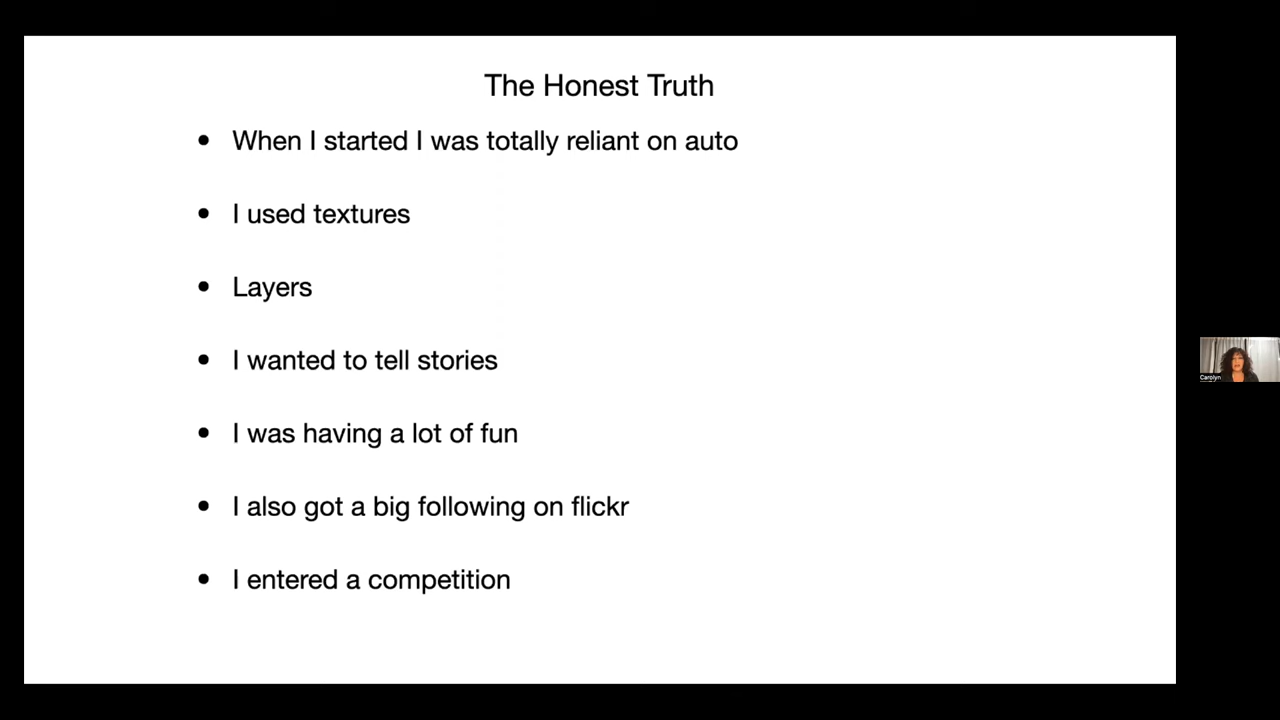 The Honest Truth
• When I started I was totally reliant on auto
• I used textures
• Layers
• I wanted to tell stories
• I was having a lot of fun
• I also got a big following on flickr
• I entered a competition
Carolyn